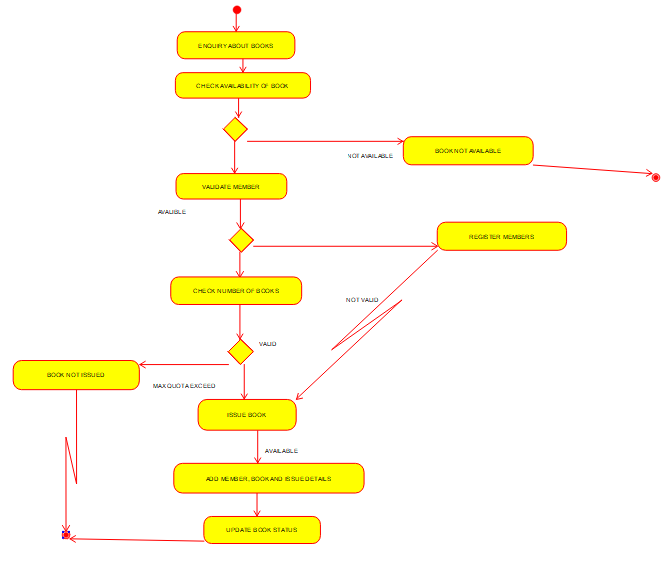 ENQUIRY ABOUT BOOKS
CHECK AVAILABILITY OF BOOK
BOOK NOT AVAILABLE
NOT AVAILABLE
VALIDATE MEMBER
AVALIBLE
REGISTER MEMBERS
CHECK NUMBER OF BOOKS
NOT VALID
VALID
BOOK NOT ISSUED
MAX QUOTA EXCEED
ISSUE BOOK
AVAILABLE
ADD MEMBER, BOOK AND ISSUE DETAILS
UPDATE BOOK STATUS